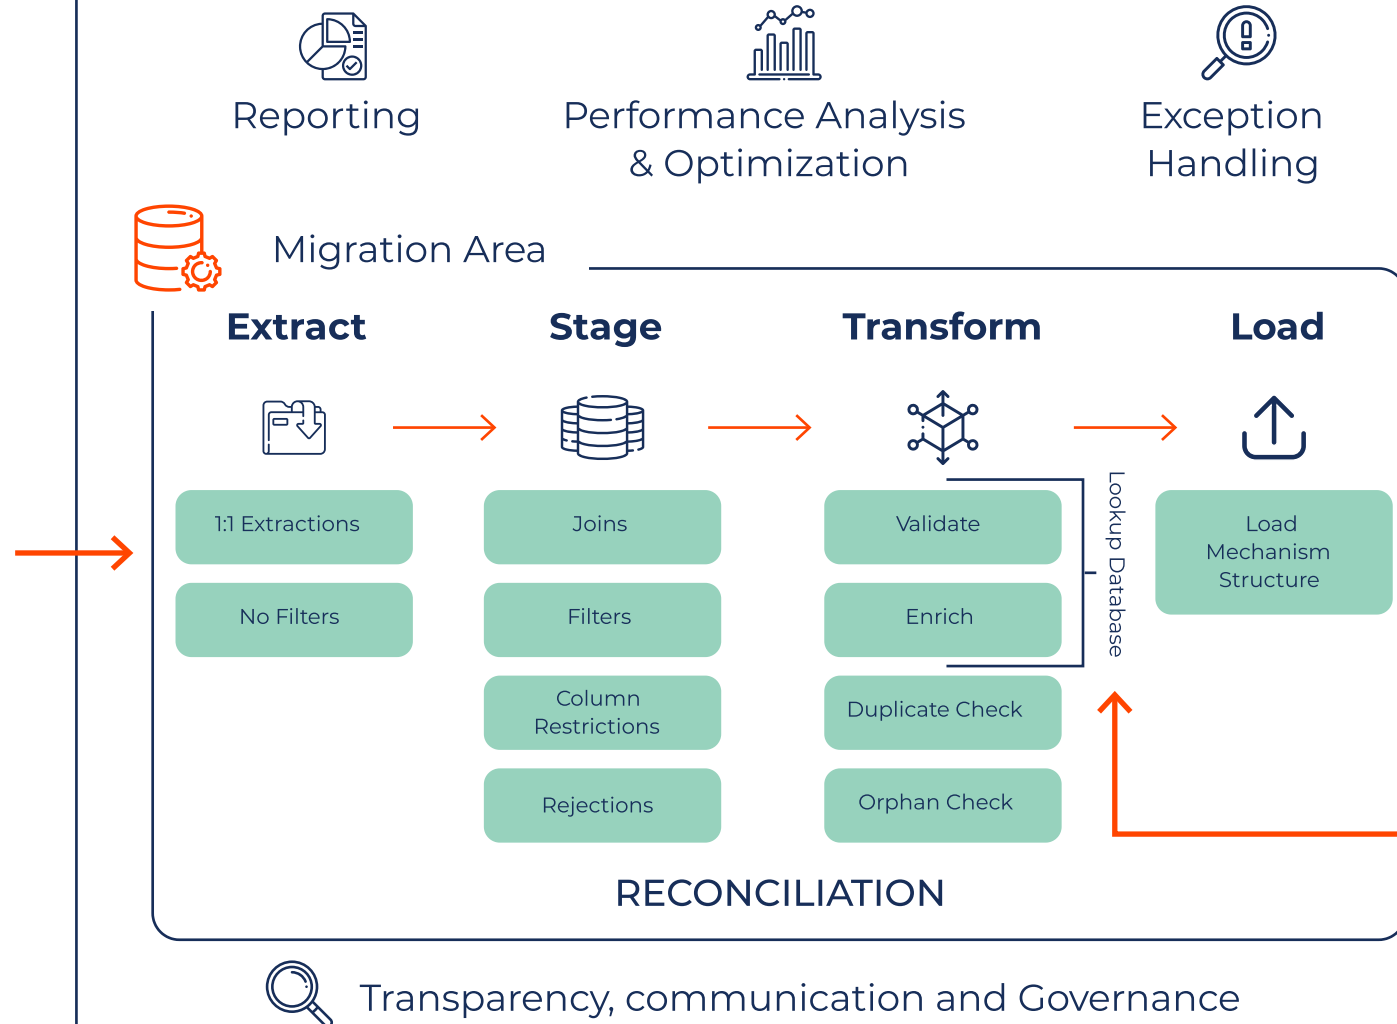 Reporting
Performance Analysis
& Optimization
Exception
Handling
Migration Area
Extract
Stage
Transform
Load
1:1 Extractions
No Filters
Joins
Filters
Column
Restrictions
Rejections
Validate
Enrich
Duplicate Check
Orphan Check
Lookup Database
Load
Mechanism
Structure
RECONCILIATION
Transparency, communication and Governance